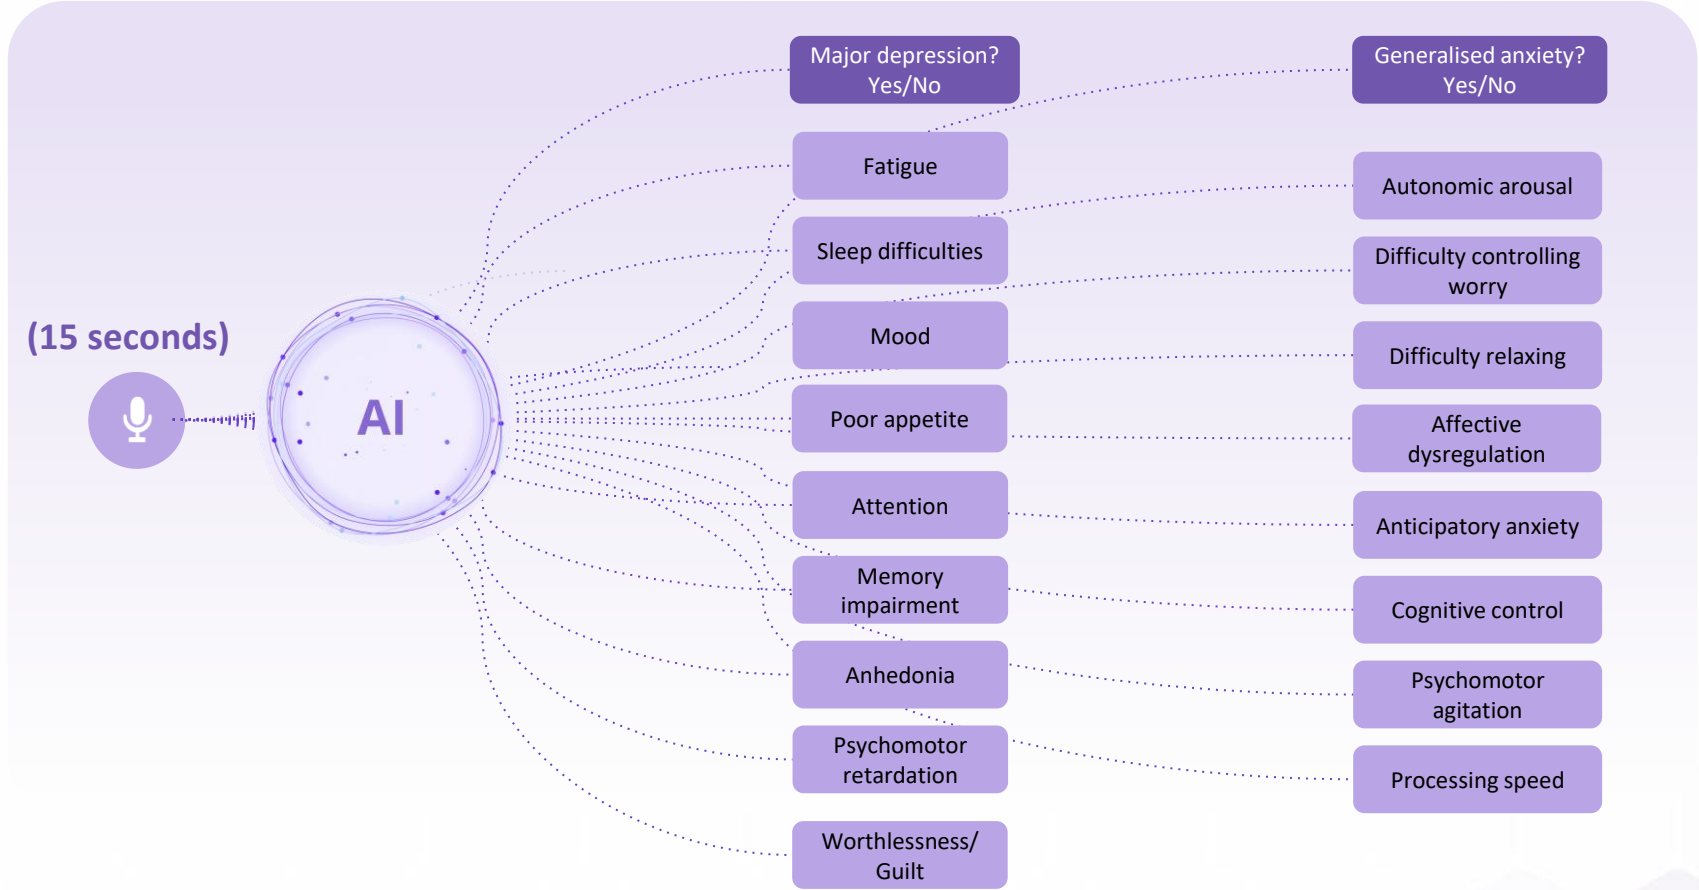 (15 seconds)
AI
Major depression?
Yes/No
Fatigue
Sleep difficulties
Mood
Poor appetite
Attention
Memory
impairment
Anhedonia
Psychomotor
retardation
Worthlessness/
Guilt
Generalised anxiety?
Yes/No
Autonomic arousal
Difficulty controlling
worry
Difficulty relaxing
Affective
dysregulation
Anticipatory anxiety
Cognitive control
Psychomotor
agitation
Processing speed